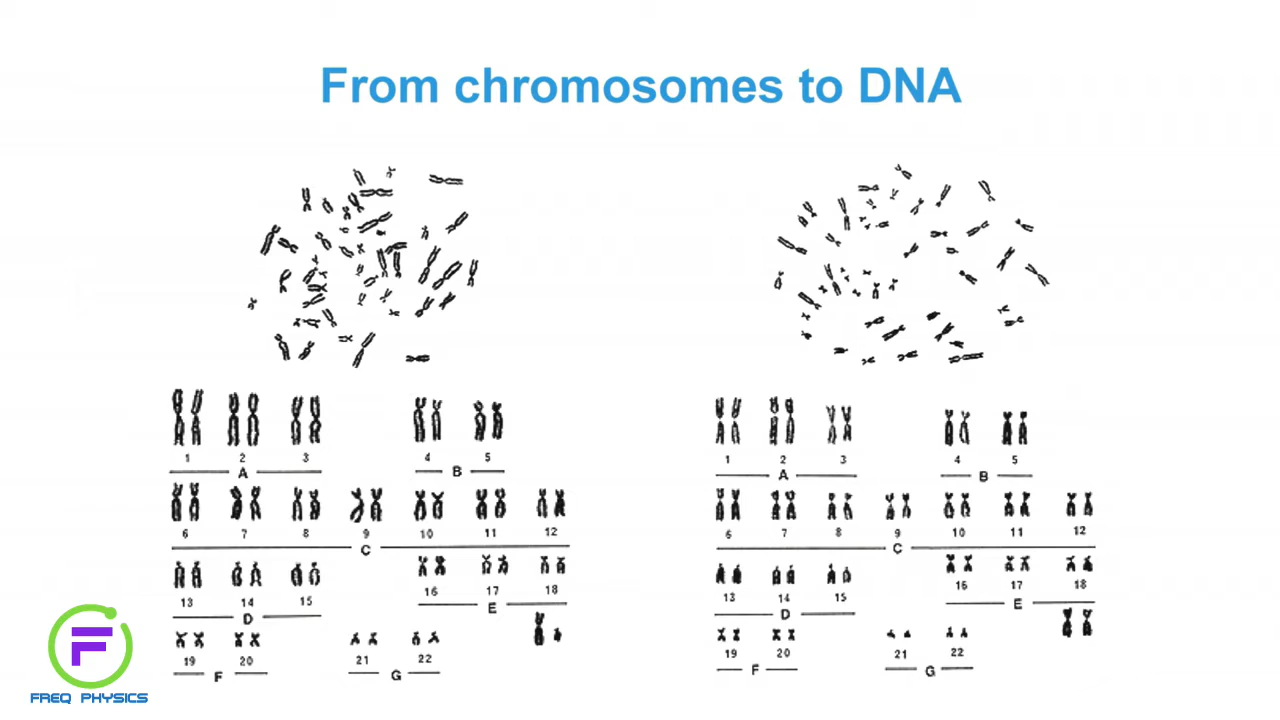 From chromosomes to DNA
1 2 3 4 5
A B
6 7 8 9 10 11 12
C
13 14 15 16 17 18
D E
19 20 21 22
F G
1 2 3 4 5
A B
6 7 8 9 10 11 12
C
13 14 15 16 17 18
D E
19 20 21 22
F G
F
FREQ PHYSICS